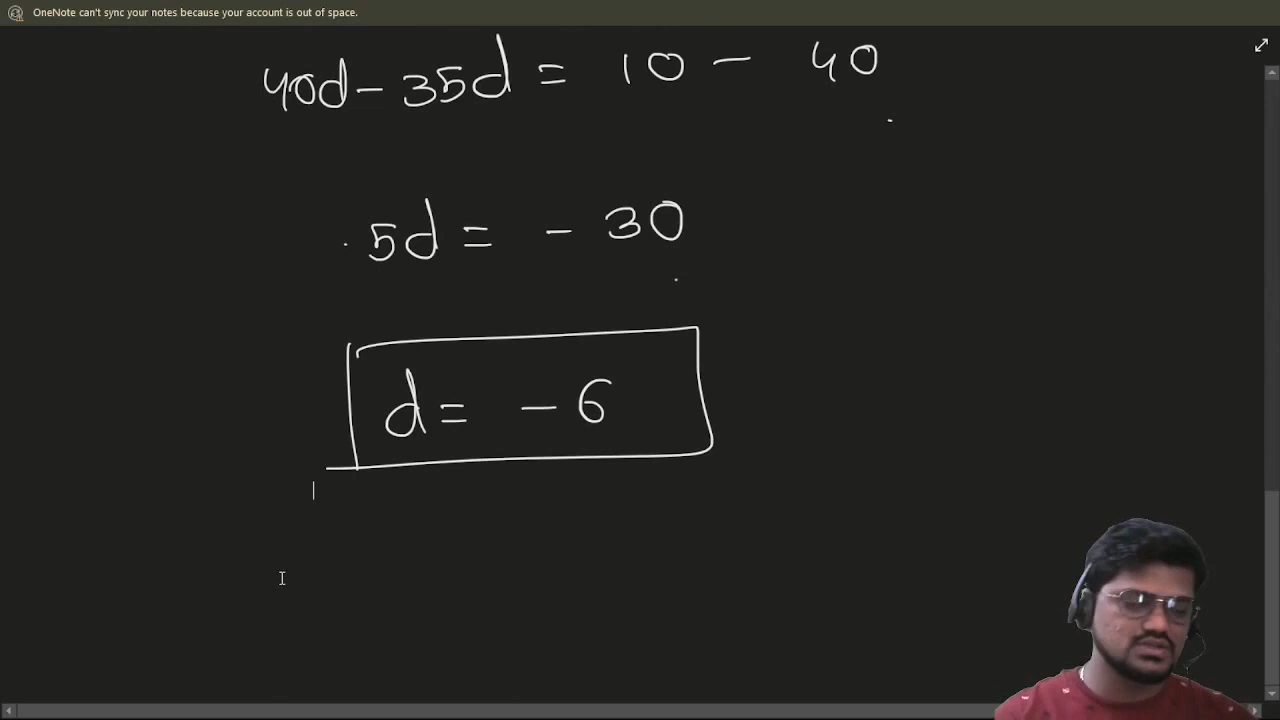 OneNote can't sync your notes because your account is out of space.
40d - 35d = 10 - 40
5d = - 30
d = - 6